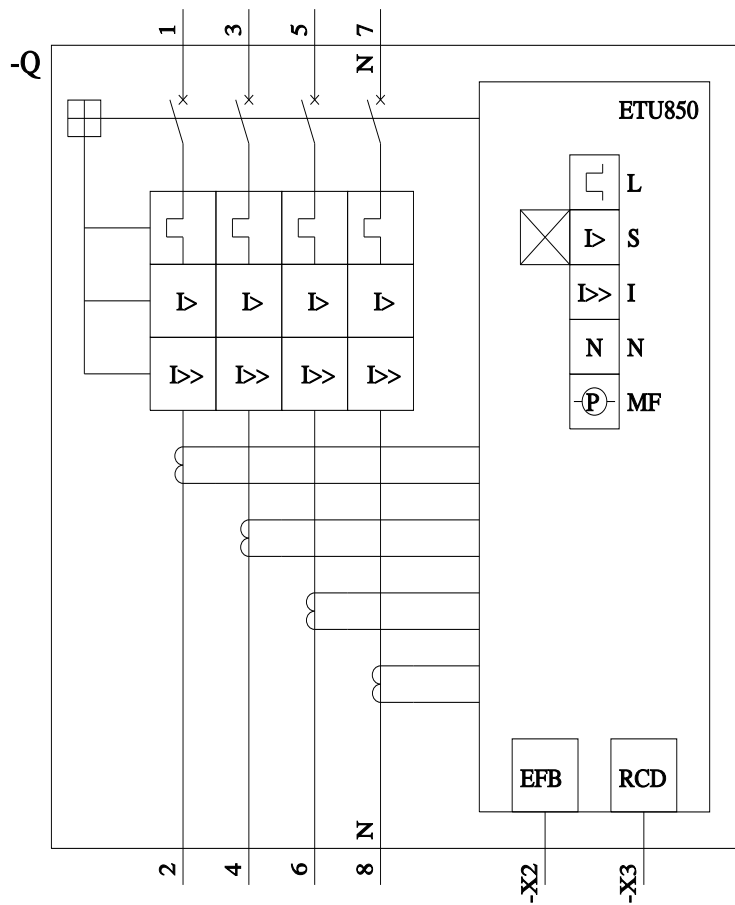 1 3 5 7
-Q
N
ETU850
L
I> S
I>> I
N N
P MF
I> I> I> I>
I>> I>> I>> I>>
EFB RCD
N
2 4 6 8
-X2 -X3